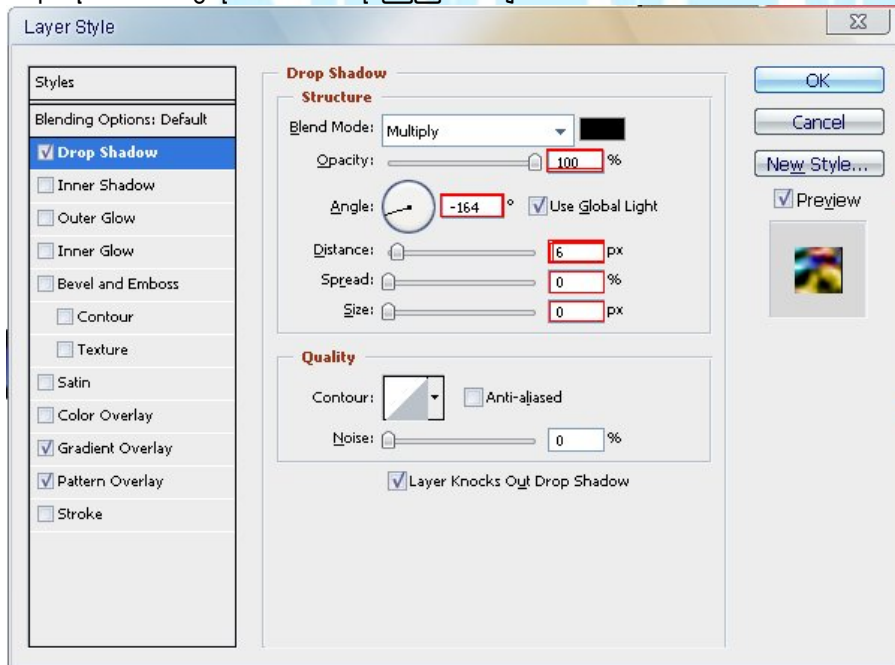 Layer Style
Styles
Blending Options: Default
Drop Shadow
Inner Shadow
Outer Glow
Inner Glow
Bevel and Emboss
Contour
Texture
Satin
Color Overlay
Gradient Overlay
Pattern Overlay
Stroke
Drop Shadow
Structure
Blend Mode: Multiply
Opacity: 100 %
Angle: -164 ° Use Global Light
Distance: 6 px
Spread: 0 %
Size: 0 px
Quality
Contour: Anti-aliased
Noise: 0 %
Layer Knocks Out Drop Shadow
OK
Cancel
New Style...
Preview